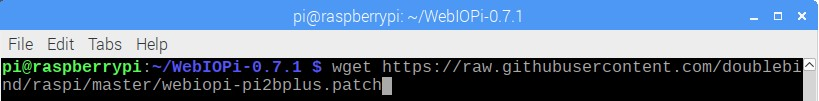 pi@raspberrypi: ~/WebIOPi-0.7.1
File Edit Tabs Help
pi@raspberrypi:~/WebIOPi-0.7.1 $ wget https://raw.githubusercontent.com/doublebi
nd/raspi/master/webiopi-pi2bplus.patch